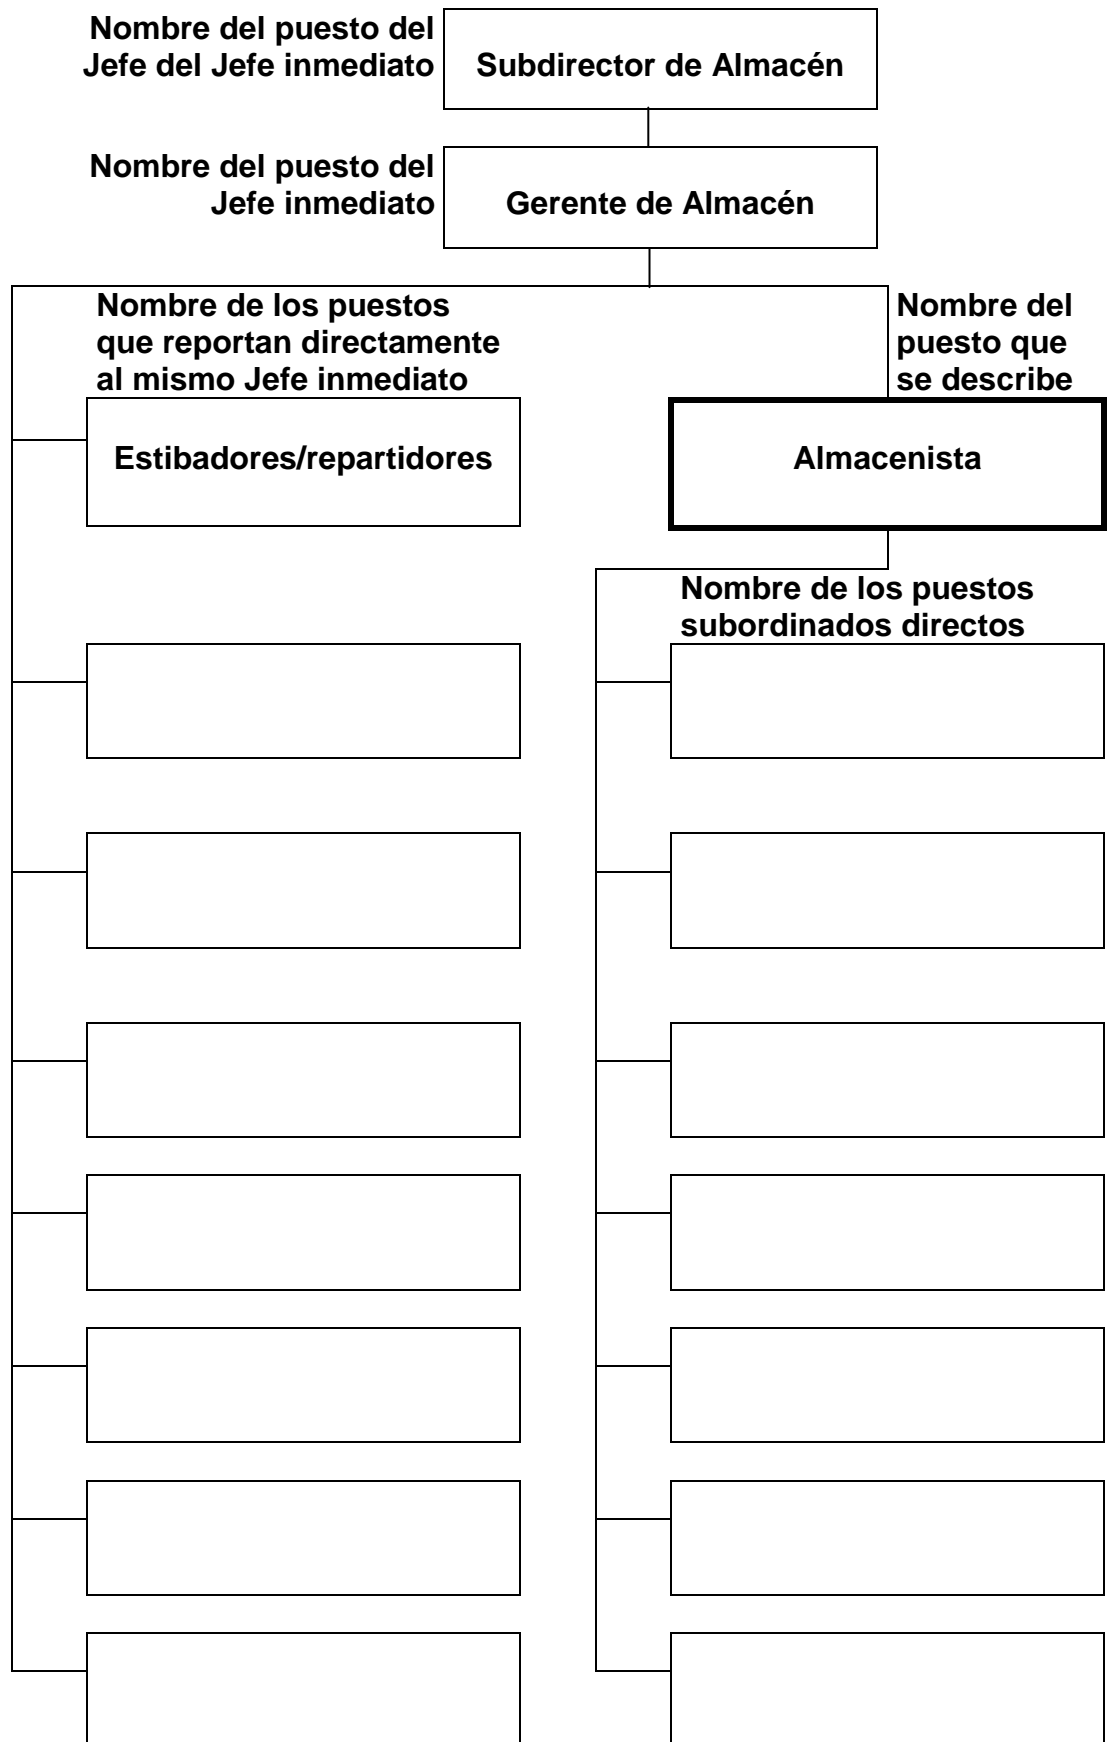 Nombre del puesto del
Jefe del Jefe inmediato
Subdirector de Almacén
Nombre del puesto del
Jefe inmediato
Gerente de Almacén
Nombre de los puestos
que reportan directamente
al mismo Jefe inmediato
Nombre del
puesto que
se describe
Estibadores/repartidores
Almacenista
Nombre de los puestos
subordinados directos